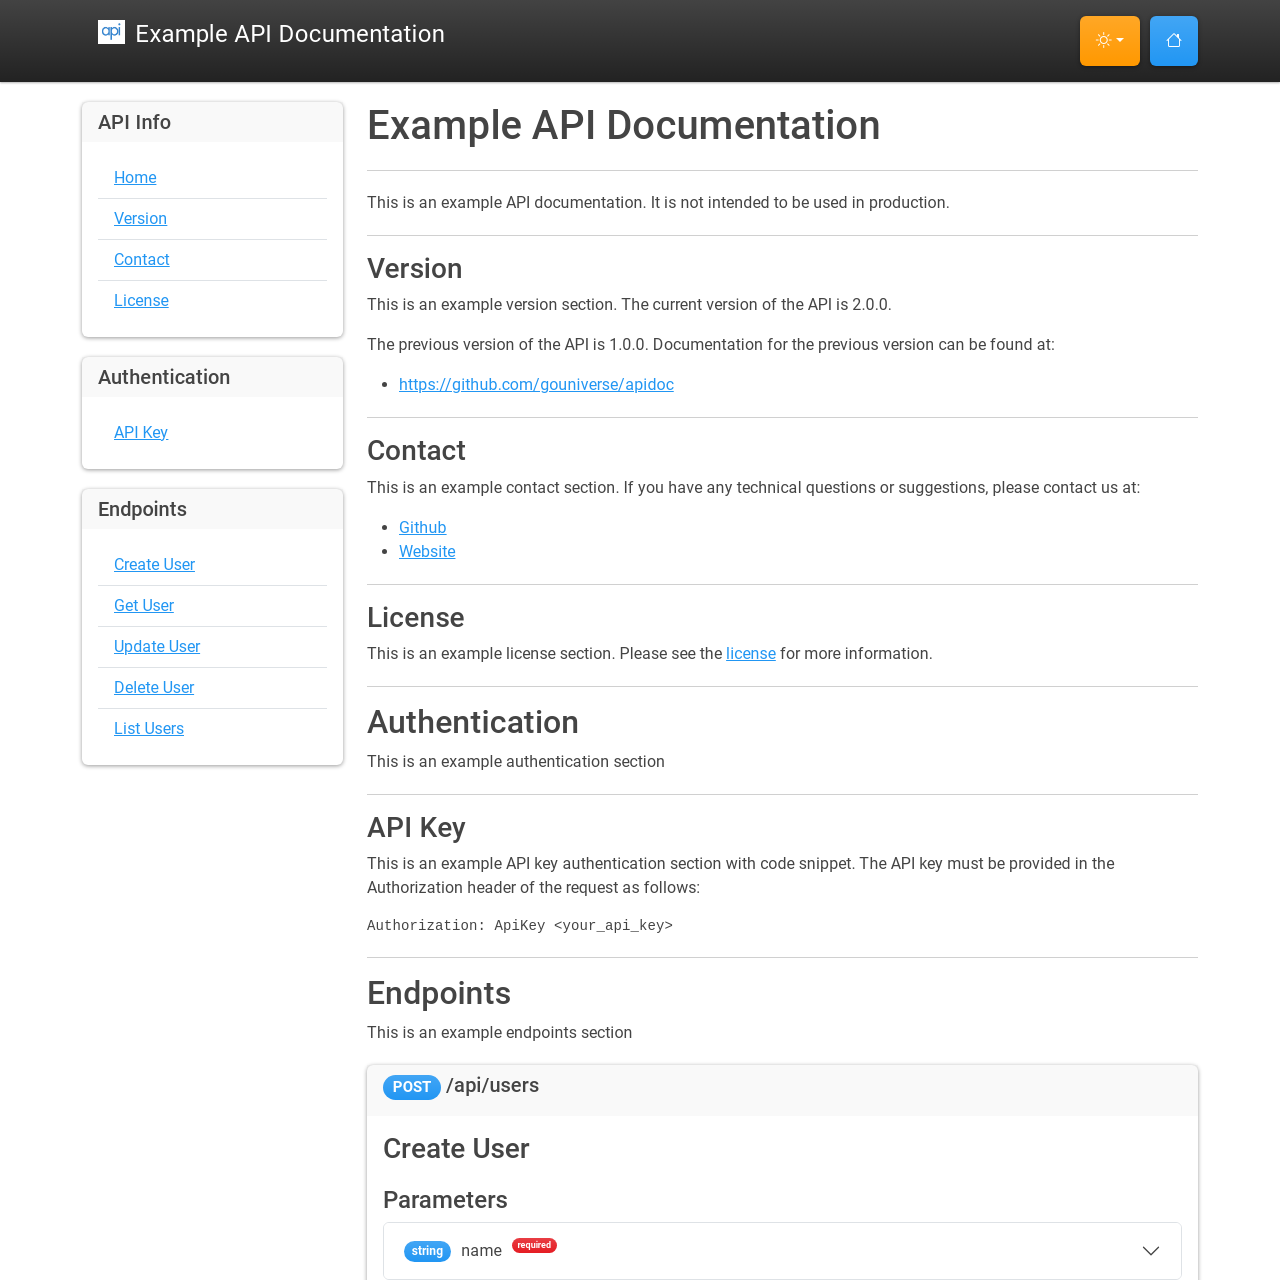 api Example API Documentation
API Info
Home
Version
Contact
License
Authentication
API Key
Endpoints
Create User
Get User
Update User
Delete User
List Users
Example API Documentation
This is an example API documentation. It is not intended to be used in production.
Version
This is an example version section. The current version of the API is 2.0.0.
The previous version of the API is 1.0.0. Documentation for the previous version can be found at:
https://github.com/gouniverse/apidoc
Contact
This is an example contact section. If you have any technical questions or suggestions, please contact us at:
Github
Website
License
This is an example license section. Please see the license for more information.
Authentication
This is an example authentication section
API Key
This is an example API key authentication section with code snippet. The API key must be provided in the
Authorization header of the request as follows:
Authorization: ApiKey <your_api_key>
Endpoints
This is an example endpoints section
POST /api/users
Create User
Parameters
string name required